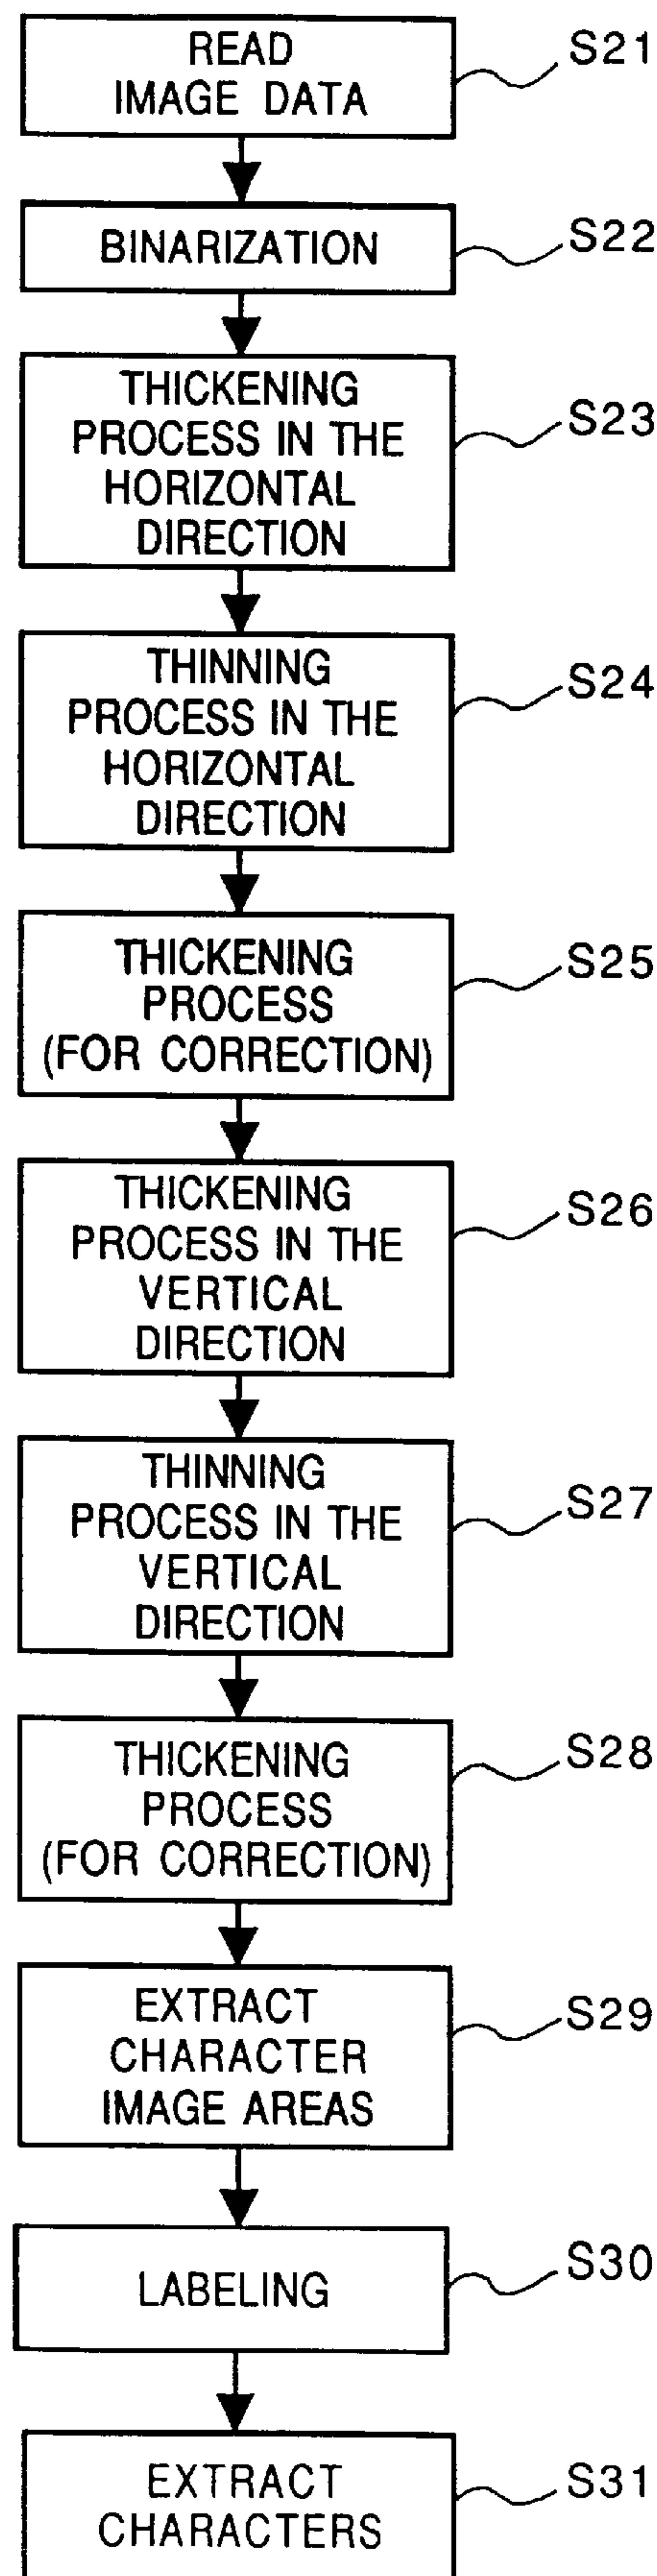 READ
IMAGE DATA
S21
BINARIZATION
S22
THICKENING
PROCESS IN THE
HORIZONTAL
DIRECTION
S23
THINNING
PROCESS IN THE
HORIZONTAL
DIRECTION
S24
THICKENING
PROCESS
(FOR CORRECTION)
S25
THICKENING
PROCESS IN THE
VERTICAL
DIRECTION
S26
THINNING
PROCESS IN THE
VERTICAL
DIRECTION
S27
THICKENING
PROCESS
(FOR CORRECTION)
S28
EXTRACT
CHARACTER
IMAGE AREAS
S29
LABELING
S30
EXTRACT
CHARACTERS
S31